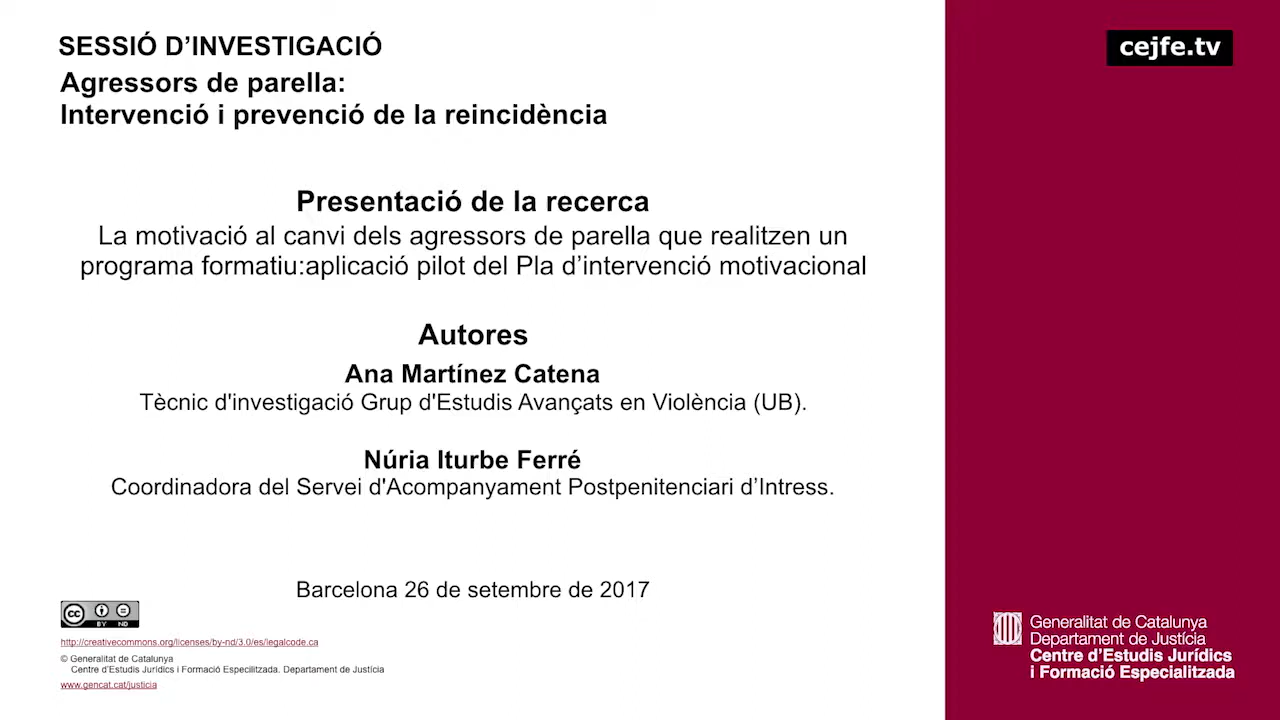 SESSIÓ D’INVESTIGACIÓ
Agressors de parella:
Intervenció i prevenció de la reincidència
cejfe.tv
Presentació de la recerca
La motivació al canvi dels agressors de parella que realitzen un
programa formatiu:aplicació pilot del Pla d’intervenció motivacional
Autores
Ana Martínez Catena
Tècnic d'investigació Grup d'Estudis Avançats en Violència (UB).
Núria Iturbe Ferré
Coordinadora del Servei d'Acompanyament Postpenitenciari d’Intress.
Barcelona 26 de setembre de 2017
cc BY ND
http://creativecommons.org/licenses/by-nd/3.0/es/legalcode.ca
© Generalitat de Catalunya
Centre d’Estudis Jurídics i Formació Especilitzada. Departament de Justícia
www.gencat.cat/justicia
Generalitat de Catalunya
Departament de Justícia
Centre d’Estudis Jurídics
i Formació Especialitzada